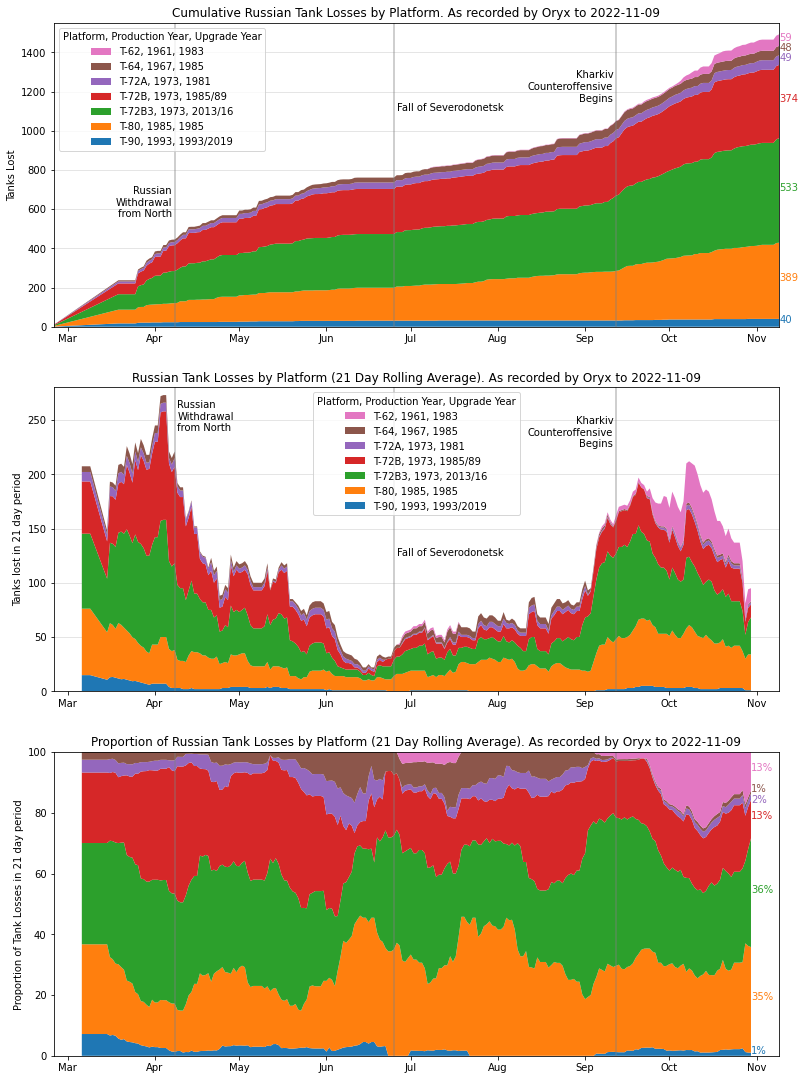 Cumulative Russian Tank Losses by Platform. As recorded by Oryx to 2022-11-09
Platform, Production Year, Upgrade Year
T-62, 1961, 1983
T-64, 1967, 1985
T-72A, 1973, 1981
T-72B, 1973, 1985/89
T-72B3, 1973, 2013/16
T-80, 1985, 1985
T-90, 1993, 1993/2019
Russian
Withdrawal
from North
Fall of Severodonetsk
Kharkiv
Counteroffensive
Begins
59
48
49
374
533
389
40
Tanks Lost
1400
1200
1000
800
600
400
200
0
Mar Apr May Jun Jul Aug Sep Oct Nov
Russian Tank Losses by Platform (21 Day Rolling Average). As recorded by Oryx to 2022-11-09
Russian
Withdrawal
from North
Platform, Production Year, Upgrade Year
T-62, 1961, 1983
T-64, 1967, 1985
T-72A, 1973, 1981
T-72B, 1973, 1985/89
T-72B3, 1973, 2013/16
T-80, 1985, 1985
T-90, 1993, 1993/2019
Fall of Severodonetsk
Kharkiv
Counteroffensive
Begins
Tanks lost in 21 day period
250
200
150
100
50
0
Mar Apr May Jun Jul Aug Sep Oct Nov
Proportion of Russian Tank Losses by Platform (21 Day Rolling Average). As recorded by Oryx to 2022-11-09
13%
1%
2%
13%
36%
35%
1%
Proportion of Tank Losses in 21 day period
100
80
60
40
20
0
Mar Apr May Jun Jul Aug Sep Oct Nov